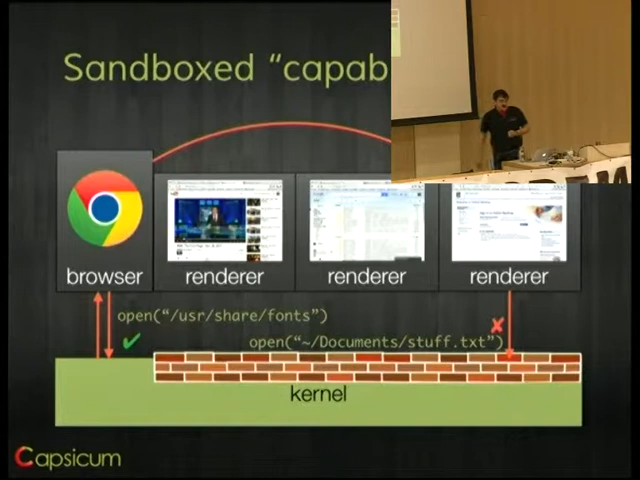 Sandboxed "capab
browser
renderer
renderer
renderer
open("/usr/share/fonts")
open("~/Documents/stuff.txt")
kernel
Capsicum